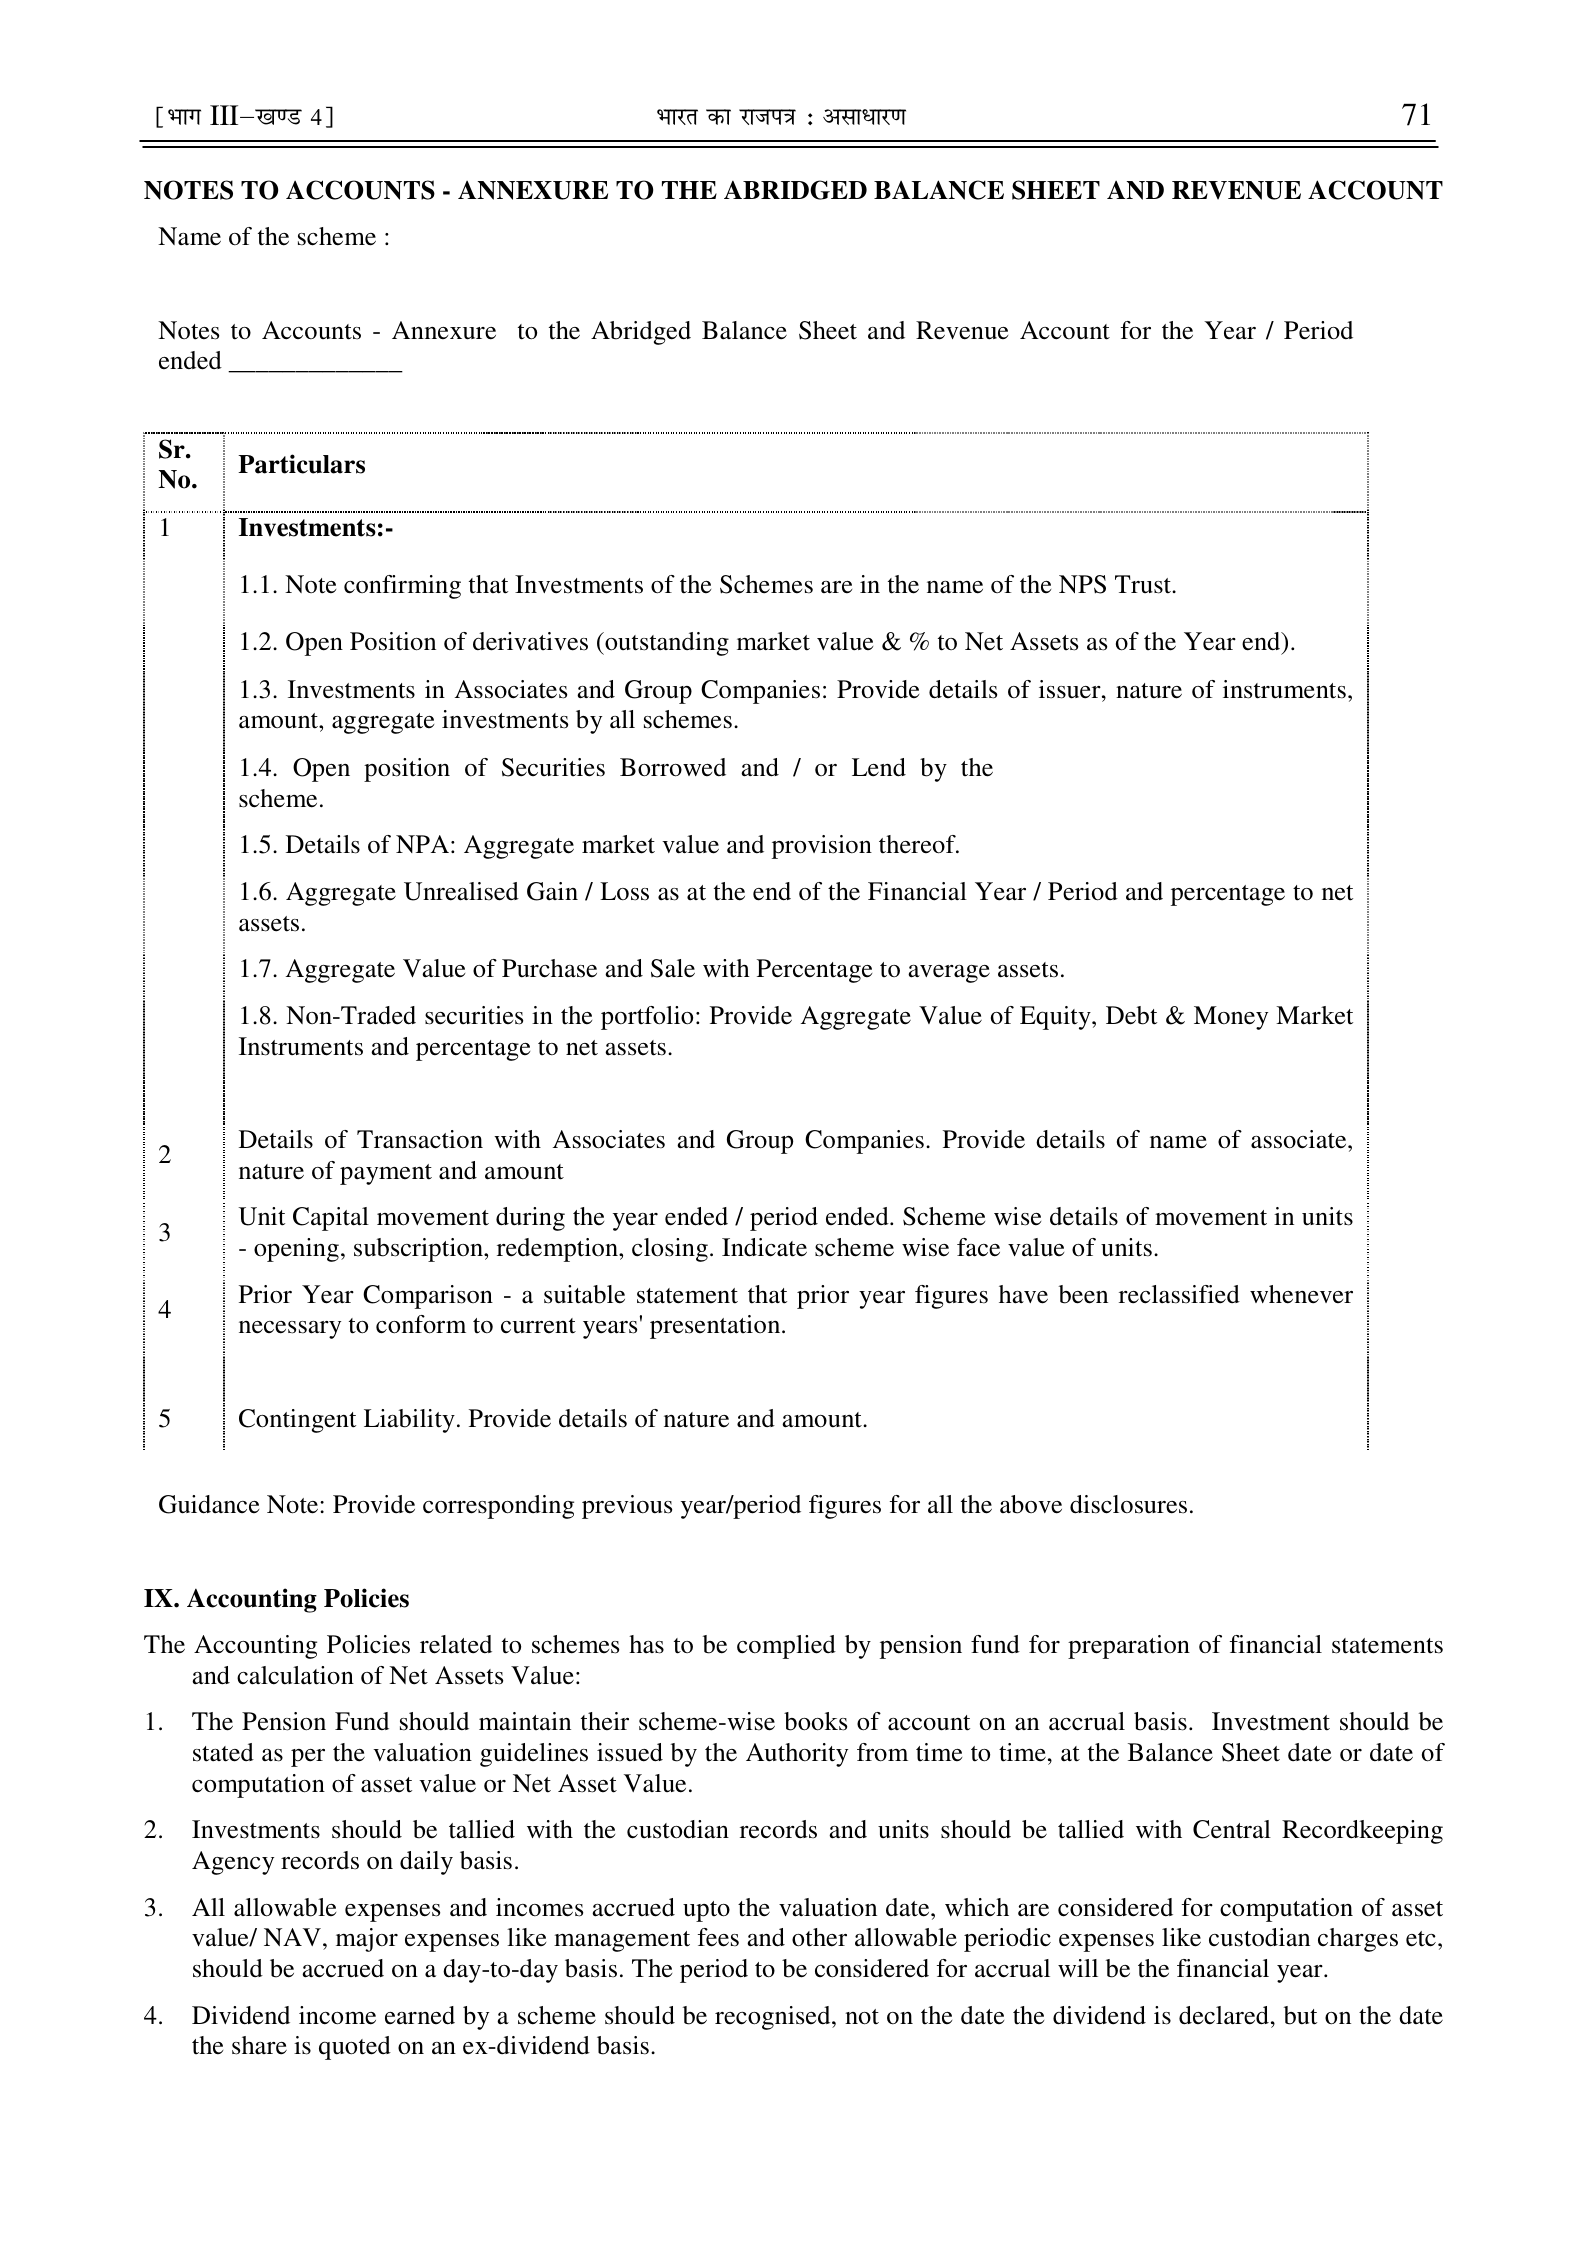 [भाग III–खण्ड 4] भारत का राजपत्र : असाधारण 71
NOTES TO ACCOUNTS - ANNEXURE TO THE ABRIDGED BALANCE SHEET AND REVENUE ACCOUNT
Name of the scheme :
Notes to Accounts - Annexure to the Abridged Balance Sheet and Revenue Account for the Year / Period
ended _____________
Sr.
No.
Particulars
1 Investments:-
1.1. Note confirming that Investments of the Schemes are in the name of the NPS Trust.
1.2. Open Position of derivatives (outstanding market value & % to Net Assets as of the Year end).
1.3. Investments in Associates and Group Companies: Provide details of issuer, nature of instruments,
amount, aggregate investments by all schemes.
1.4. Open position of Securities Borrowed and / or Lend by the
scheme.
1.5. Details of NPA: Aggregate market value and provision thereof.
1.6. Aggregate Unrealised Gain / Loss as at the end of the Financial Year / Period and percentage to net
assets.
1.7. Aggregate Value of Purchase and Sale with Percentage to average assets.
1.8. Non-Traded securities in the portfolio: Provide Aggregate Value of Equity, Debt & Money Market
Instruments and percentage to net assets.
2 Details of Transaction with Associates and Group Companies. Provide details of name of associate,
nature of payment and amount
3 Unit Capital movement during the year ended / period ended. Scheme wise details of movement in units
- opening, subscription, redemption, closing. Indicate scheme wise face value of units.
4 Prior Year Comparison - a suitable statement that prior year figures have been reclassified whenever
necessary to conform to current years' presentation.
5 Contingent Liability. Provide details of nature and amount.
Guidance Note: Provide corresponding previous year/period figures for all the above disclosures.
IX. Accounting Policies
The Accounting Policies related to schemes has to be complied by pension fund for preparation of financial statements
and calculation of Net Assets Value:
1. The Pension Fund should maintain their scheme-wise books of account on an accrual basis. Investment should be
stated as per the valuation guidelines issued by the Authority from time to time, at the Balance Sheet date or date of
computation of asset value or Net Asset Value.
2. Investments should be tallied with the custodian records and units should be tallied with Central Recordkeeping
Agency records on daily basis.
3. All allowable expenses and incomes accrued upto the valuation date, which are considered for computation of asset
value/ NAV, major expenses like management fees and other allowable periodic expenses like custodian charges etc,
should be accrued on a day-to-day basis. The period to be considered for accrual will be the financial year.
4. Dividend income earned by a scheme should be recognised, not on the date the dividend is declared, but on the date
the share is quoted on an ex-dividend basis.